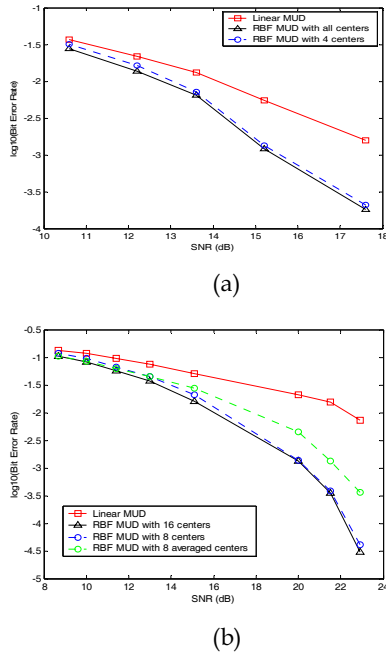 Linear MUD
RBF MUD with all centers
RBF MUD with 4 centers
-1
-1.5
-2
-2.5
-3
-3.5
-4
10 11 12 13 14 15 16 17 18
log10(Bit Error Rate)
SNR (dB)
(a)
-0.5
-1
-1.5
-2
-2.5
-3
-3.5
-4
-4.5
-5
8 10 12 14 16 18 20 22 24
log10(Bit Error Rate)
Linear MUD
RBF MUD with 16 centers
RBF MUD with 8 centers
RBF MUD with 8 averaged centers
SNR (dB)
(b)